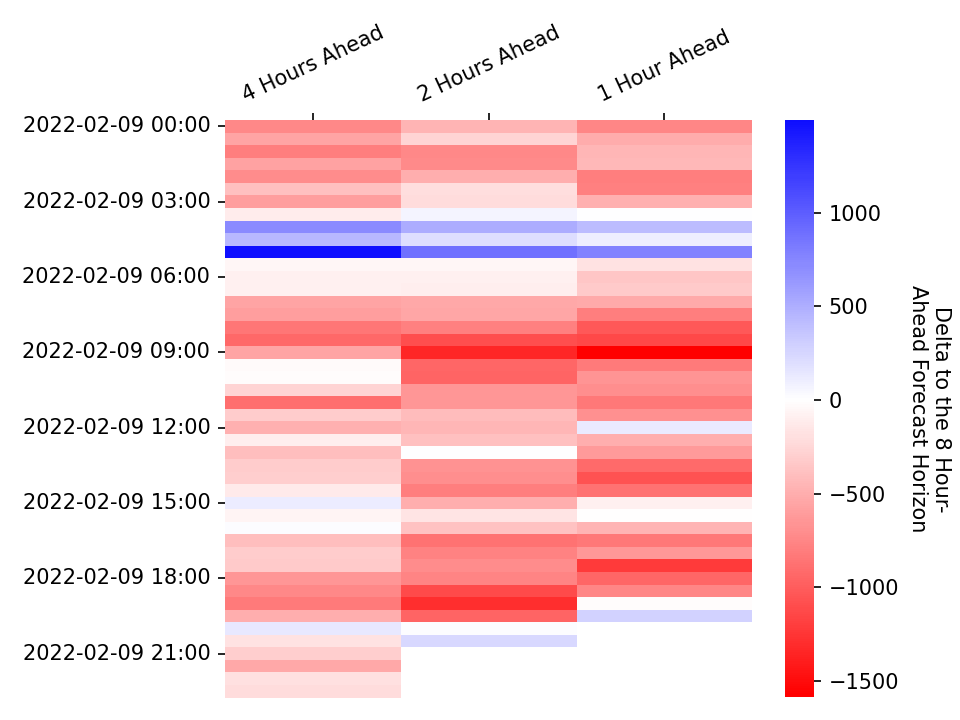 4 Hours Ahead
2 Hours Ahead
1 Hour Ahead
2022-02-09 00:00
2022-02-09 03:00
2022-02-09 06:00
2022-02-09 09:00
2022-02-09 12:00
2022-02-09 15:00
2022-02-09 18:00
2022-02-09 21:00
1000
500
0
−500
−1000
−1500
Delta to the 8 Hour-
Ahead Forecast Horizon